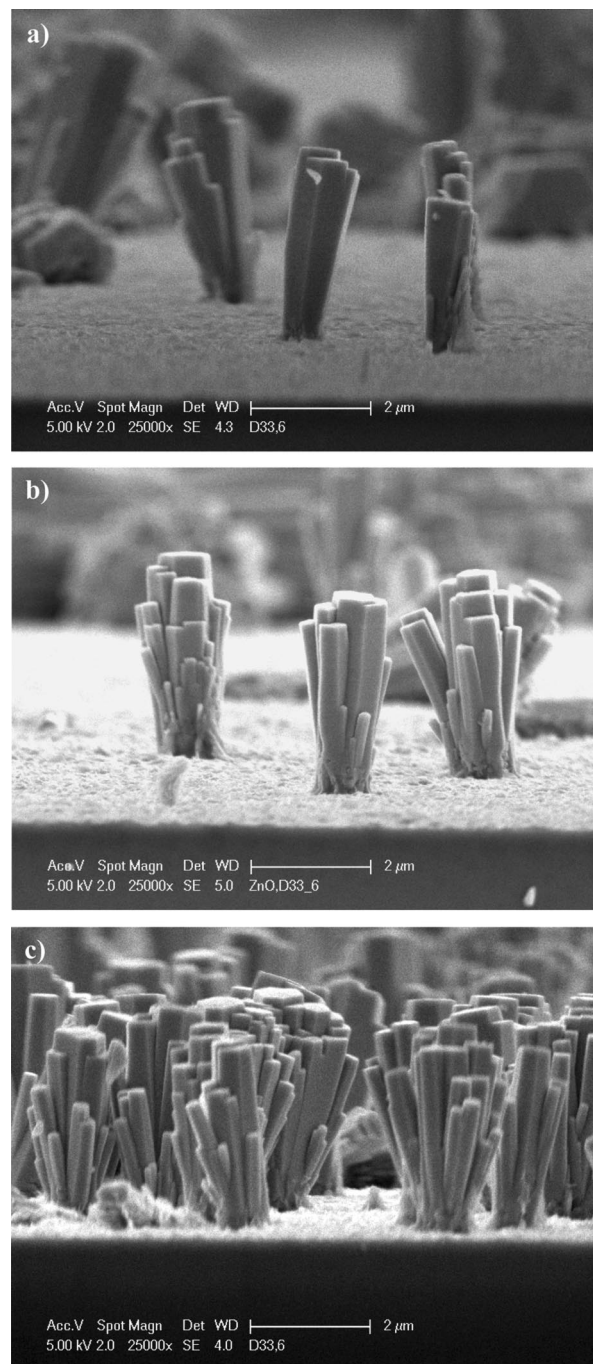 a)
Acc.V Spot Magn Det WD 2 µm
5.00 kV 2.0 25000x SE 4.3 D33,6
b)
Acc.V Spot Magn Det WD 2 µm
5.00 kV 2.0 25000x SE 5.0 ZnO,D33_6
c)
Acc.V Spot Magn Det WD 2 µm
5.00 kV 2.0 25000x SE 4.0 D33,6